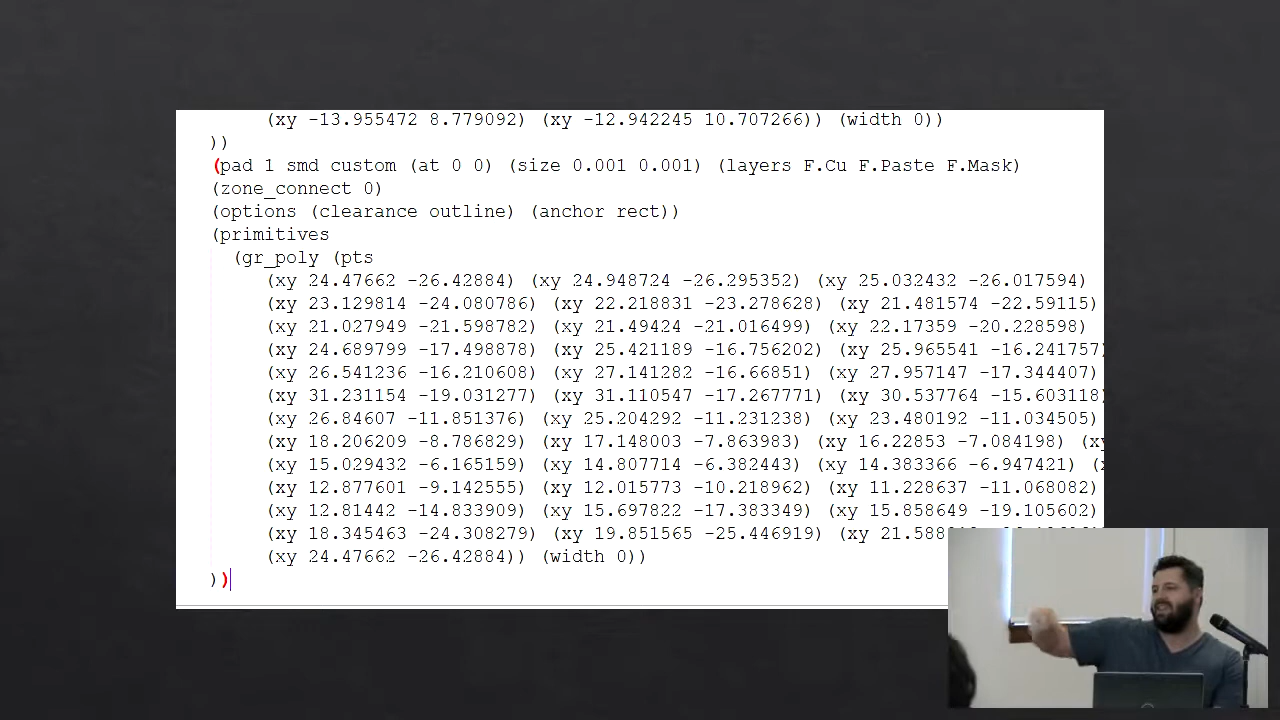 (xy -13.955472 8.779092) (xy -12.942245 10.707266)) (width 0))
))
(pad 1 smd custom (at 0 0) (size 0.001 0.001) (layers F.Cu F.Paste F.Mask)
(zone_connect 0)
(options (clearance outline) (anchor rect))
(primitives
(gr_poly (pts
(xy 24.47662 -26.42884) (xy 24.948724 -26.295352) (xy 25.032432 -26.017594)
(xy 23.129814 -24.080786) (xy 22.218831 -23.278628) (xy 21.481574 -22.59115)
(xy 21.027949 -21.598782) (xy 21.49424 -21.016499) (xy 22.17359 -20.228598)
(xy 24.689799 -17.498878) (xy 25.421189 -16.756202) (xy 25.965541 -16.241757)
(xy 26.541236 -16.210608) (xy 27.141282 -16.66851) (xy 27.957147 -17.344407)
(xy 31.231154 -19.031277) (xy 31.110547 -17.267771) (xy 30.537764 -15.603118)
(xy 26.84607 -11.851376) (xy 25.204292 -11.231238) (xy 23.480192 -11.034505)
(xy 18.206209 -8.786829) (xy 17.148003 -7.863983) (xy 16.22853 -7.084198) (xy
(xy 15.029432 -6.165159) (xy 14.807714 -6.382443) (xy 14.383366 -6.947421) (
(xy 12.877601 -9.142555) (xy 12.015773 -10.218962) (xy 11.228637 -11.068082)
(xy 12.81442 -14.833909) (xy 15.697822 -17.383349) (xy 15.858649 -19.105602)
(xy 18.345463 -24.308279) (xy 19.851565 -25.446919) (xy 21.588
(xy 24.47662 -26.42884)) (width 0))
))